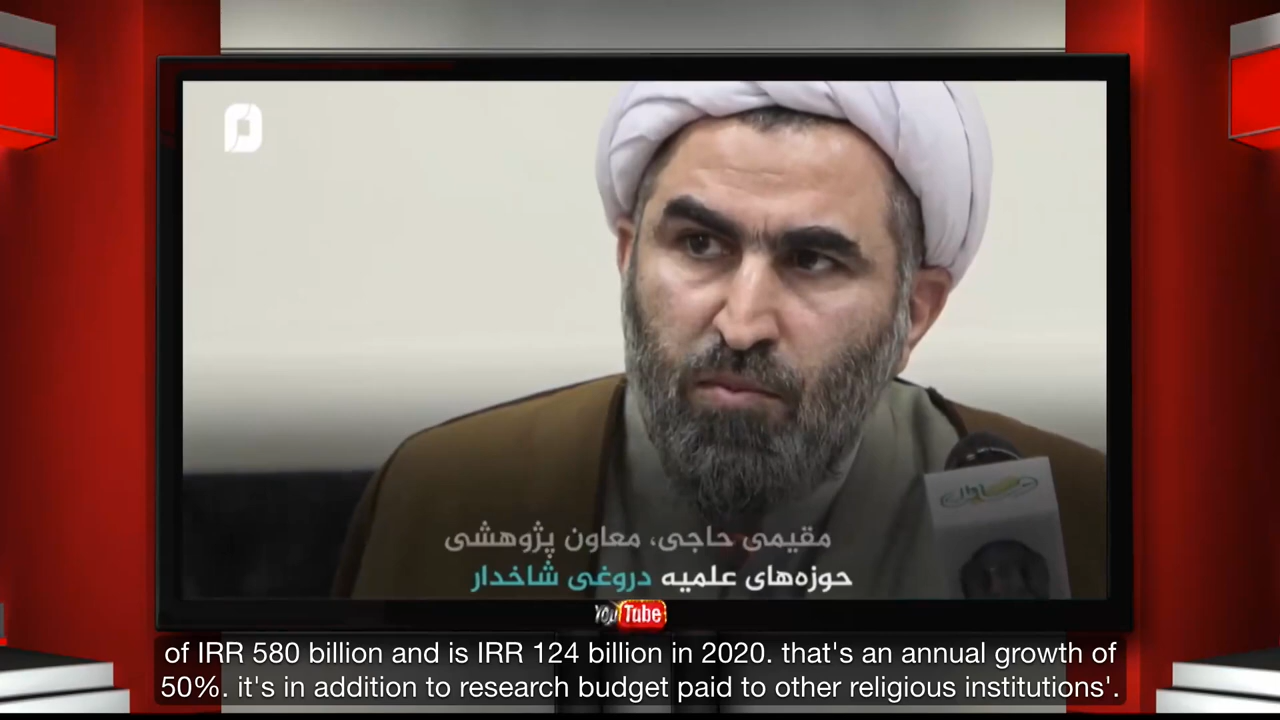 مقیمی حاجی، معاون پژوهشی
حوزه‌های علمیه دروغی شاخدار
YouTube
of IRR 580 billion and is IRR 124 billion in 2020. that's an annual growth of
50%. it's in addition to research budget paid to other religious institutions'.